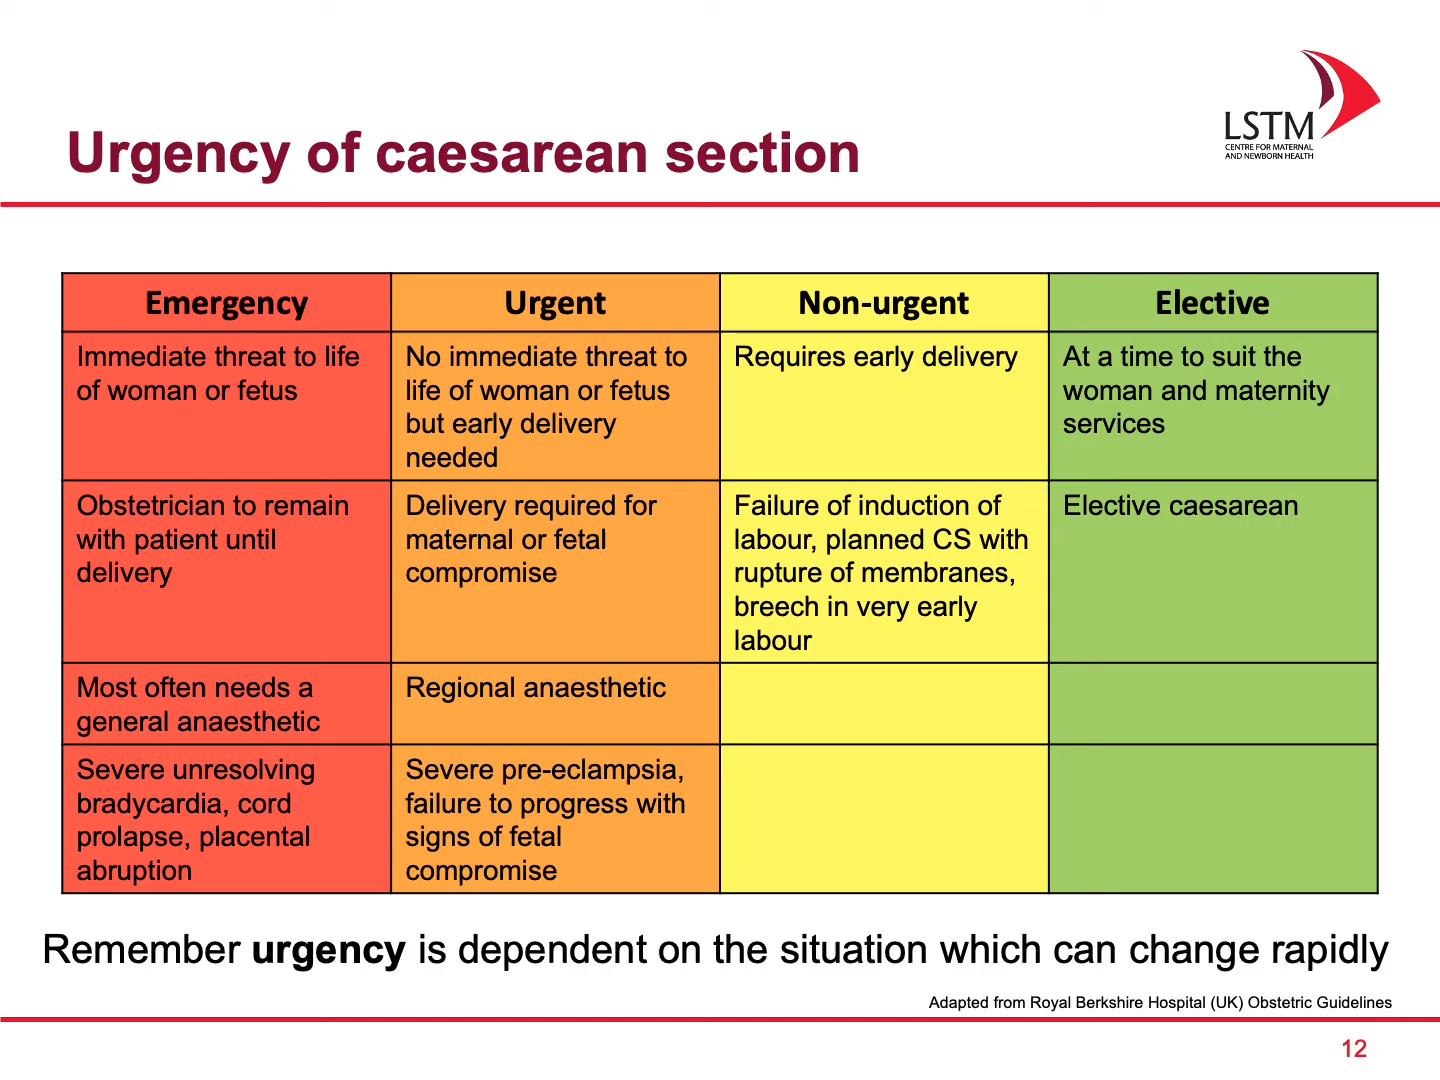 LSTM
CENTRE FOR MATERNAL
AND NEWBORN HEALTH
Urgency of caesarean section
Emergency
Urgent
Non-urgent
Elective
Immediate threat to life
of woman or fetus
No immediate threat to
life of woman or fetus
but early delivery
needed
Requires early delivery
At a time to suit the
woman and maternity
services
Obstetrician to remain
with patient until
delivery
Delivery required for
maternal or fetal
compromise
Failure of induction of
labour, planned CS with
rupture of membranes,
breech in very early
labour
Elective caesarean
Most often needs a
general anaesthetic
Regional anaesthetic
Severe unresolving
bradycardia, cord
prolapse, placental
abruption
Severe pre-eclampsia,
failure to progress with
signs of fetal
compromise
Remember urgency is dependent on the situation which can change rapidly
Adapted from Royal Berkshire Hospital (UK) Obstetric Guidelines
12